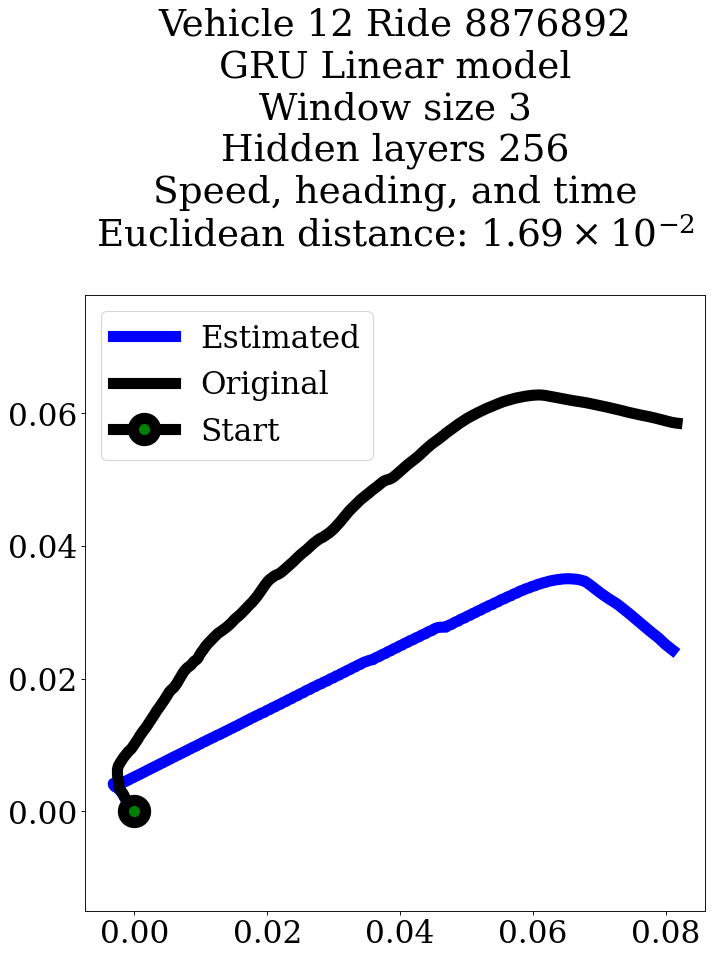 Vehicle 12 Ride 8876892
GRU Linear model
Window size 3
Hidden layers 256
Speed, heading, and time
Euclidean distance: 1.69 × 10⁻²
Estimated
Original
Start
0.06
0.04
0.02
0.00
0.00 0.02 0.04 0.06 0.08